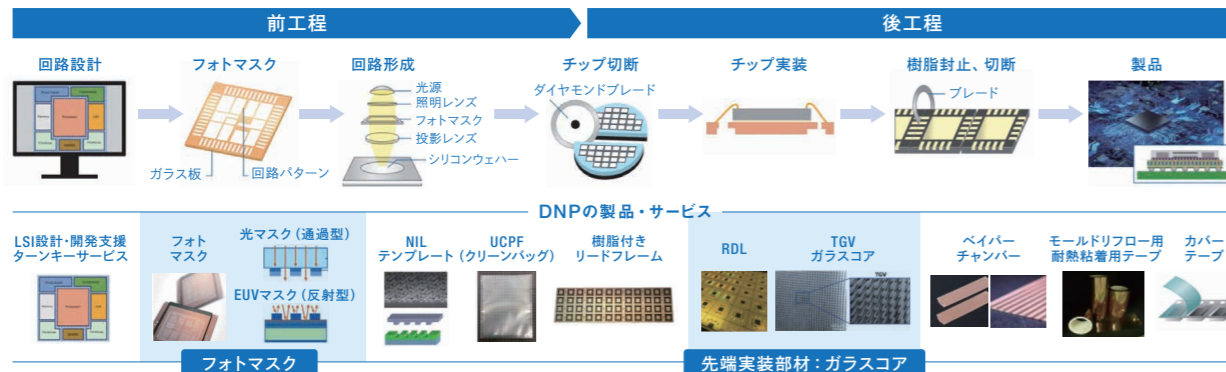 前工程
後工程
回路設計
フォトマスク
回路形成
チップ切断
チップ実装
樹脂封止、切断
製品
ガラス板
回路パターン
光源
照明レンズ
フォトマスク
投影レンズ
シリコンウェハー
ダイヤモンドブレード
ブレード
DNPの製品・サービス
LSI設計・開発支援
ターンキーサービス
フォト
マスク
光マスク(通過型)
EUVマスク(反射型)
NIL
テンプレート
UCPF
(クリーンバッグ)
樹脂付き
リードフレーム
RDL
TGV
ガラスコア
TGV
ベイパー
チャンバー
モールドリフロー用
耐熱粘着用テープ
カバー
テープ
フォトマスク
先端実装部材:ガラスコア